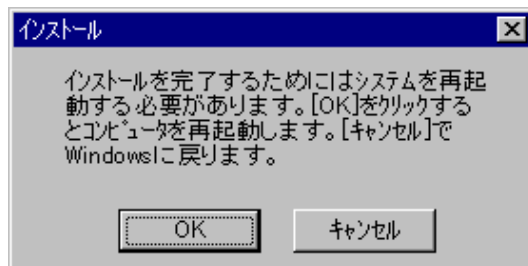 インストール
インストールを完了するためにはシステムを再起
動する必要があります。[OK]をクリックする
とコンピュータを再起動します。[キャンセル]で
Windowsに戻ります。
OK
キャンセル